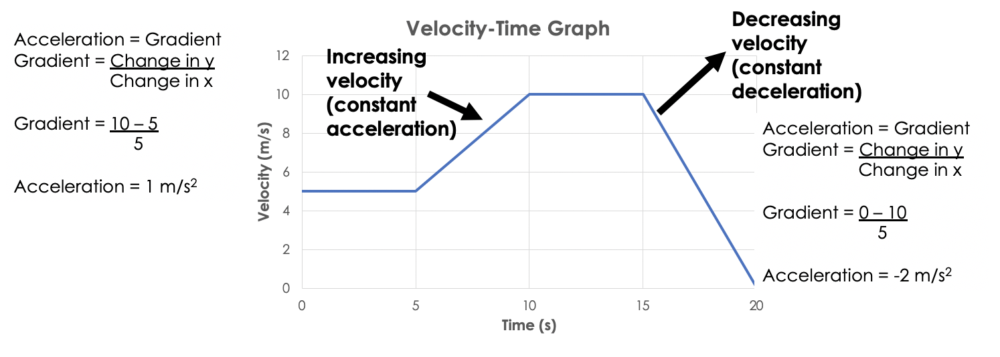 Velocity-Time Graph
Acceleration = Gradient
Gradient = Change in y
Change in x
Gradient = 10 – 5
5
Acceleration = 1 m/s²
Increasing
velocity
(constant
acceleration)
Decreasing
velocity
(constant
deceleration)
Velocity (m/s)
12
10
8
6
4
2
0
0 5 10 15 20
Time (s)
Acceleration = Gradient
Gradient = Change in y
Change in x
Gradient = 0 – 10
5
Acceleration = -2 m/s²